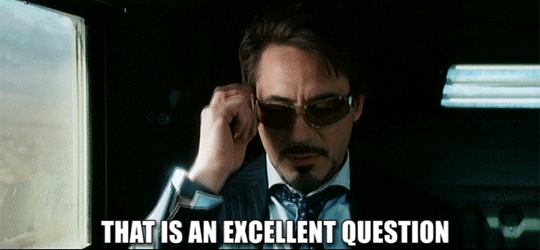 THAT IS AN EXCELLENT QUESTION